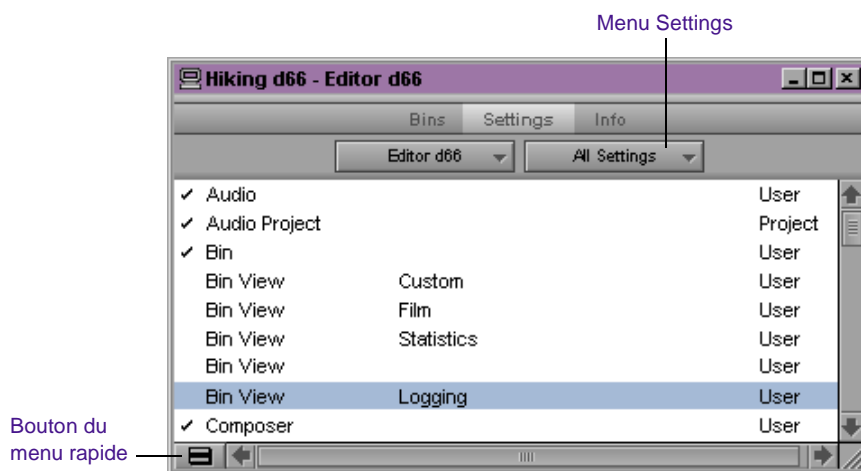 Menu Settings
Hiking d66 - Editor d66
Bins Settings Info
Editor d66 All Settings
✓ Audio User
✓ Audio Project Project
✓ Bin User
Bin View Custom User
Bin View Film User
Bin View Statistics User
Bin View User
Bin View Logging User
✓ Composer User
Bouton du
menu rapide